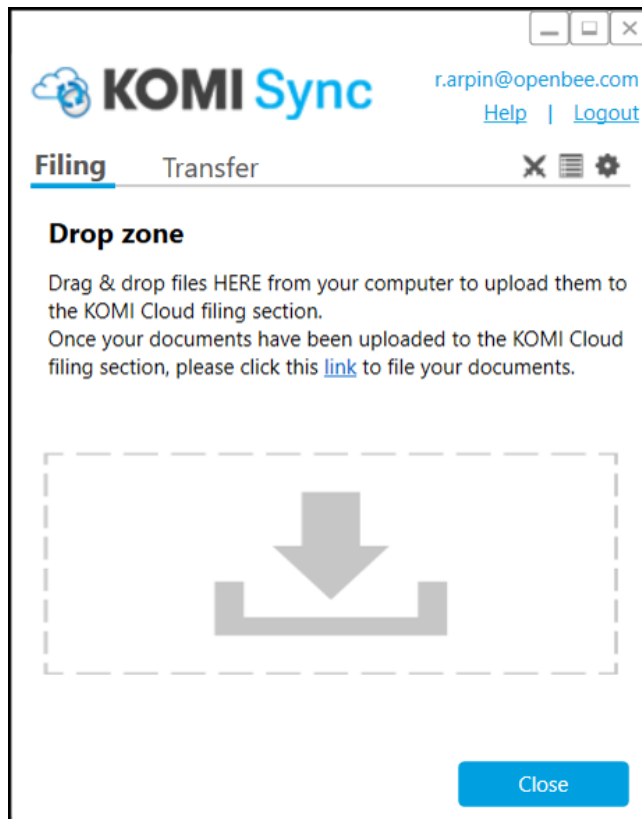 KOMI Sync
r.arpin@openbee.com
Help | Logout
Filing Transfer
Drop zone
Drag & drop files HERE from your computer to upload them to
the KOMI Cloud filing section.
Once your documents have been uploaded to the KOMI Cloud
filing section, please click this link to file your documents.
Close